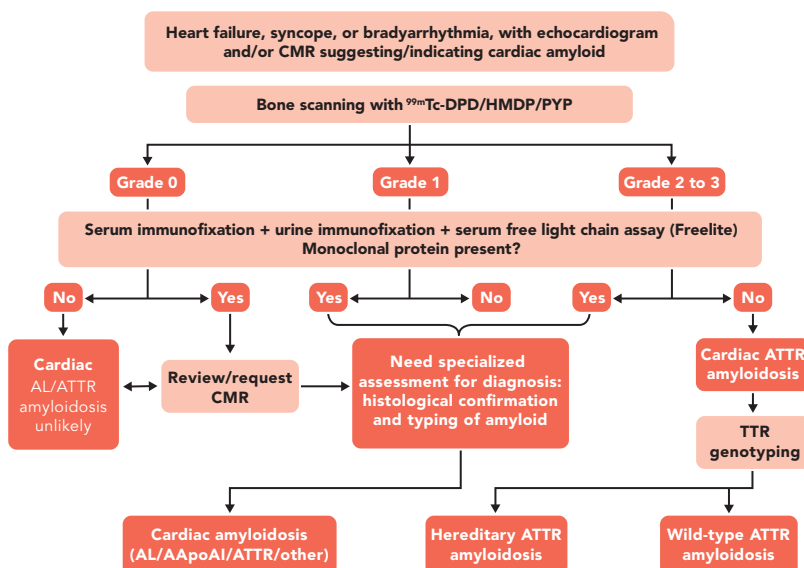 Heart failure, syncope, or bradyarrhythmia, with echocardiogram
and/or CMR suggesting/indicating cardiac amyloid
Bone scanning with ⁹⁹ᵐTc-DPD/HMDP/PYP
Grade 0
Grade 1
Grade 2 to 3
Serum immunofixation + urine immunofixation + serum free light chain assay (Freelite)
Monoclonal protein present?
No
Yes
Yes
No
Yes
No
Cardiac
AL/ATTR
amyloidosis
unlikely
Review/request
CMR
Need specialized
assessment for diagnosis:
histological confirmation
and typing of amyloid
Cardiac ATTR
amyloidosis
TTR
genotyping
Cardiac amyloidosis
(AL/AApoAI/ATTR/other)
Hereditary ATTR
amyloidosis
Wild-type ATTR
amyloidosis